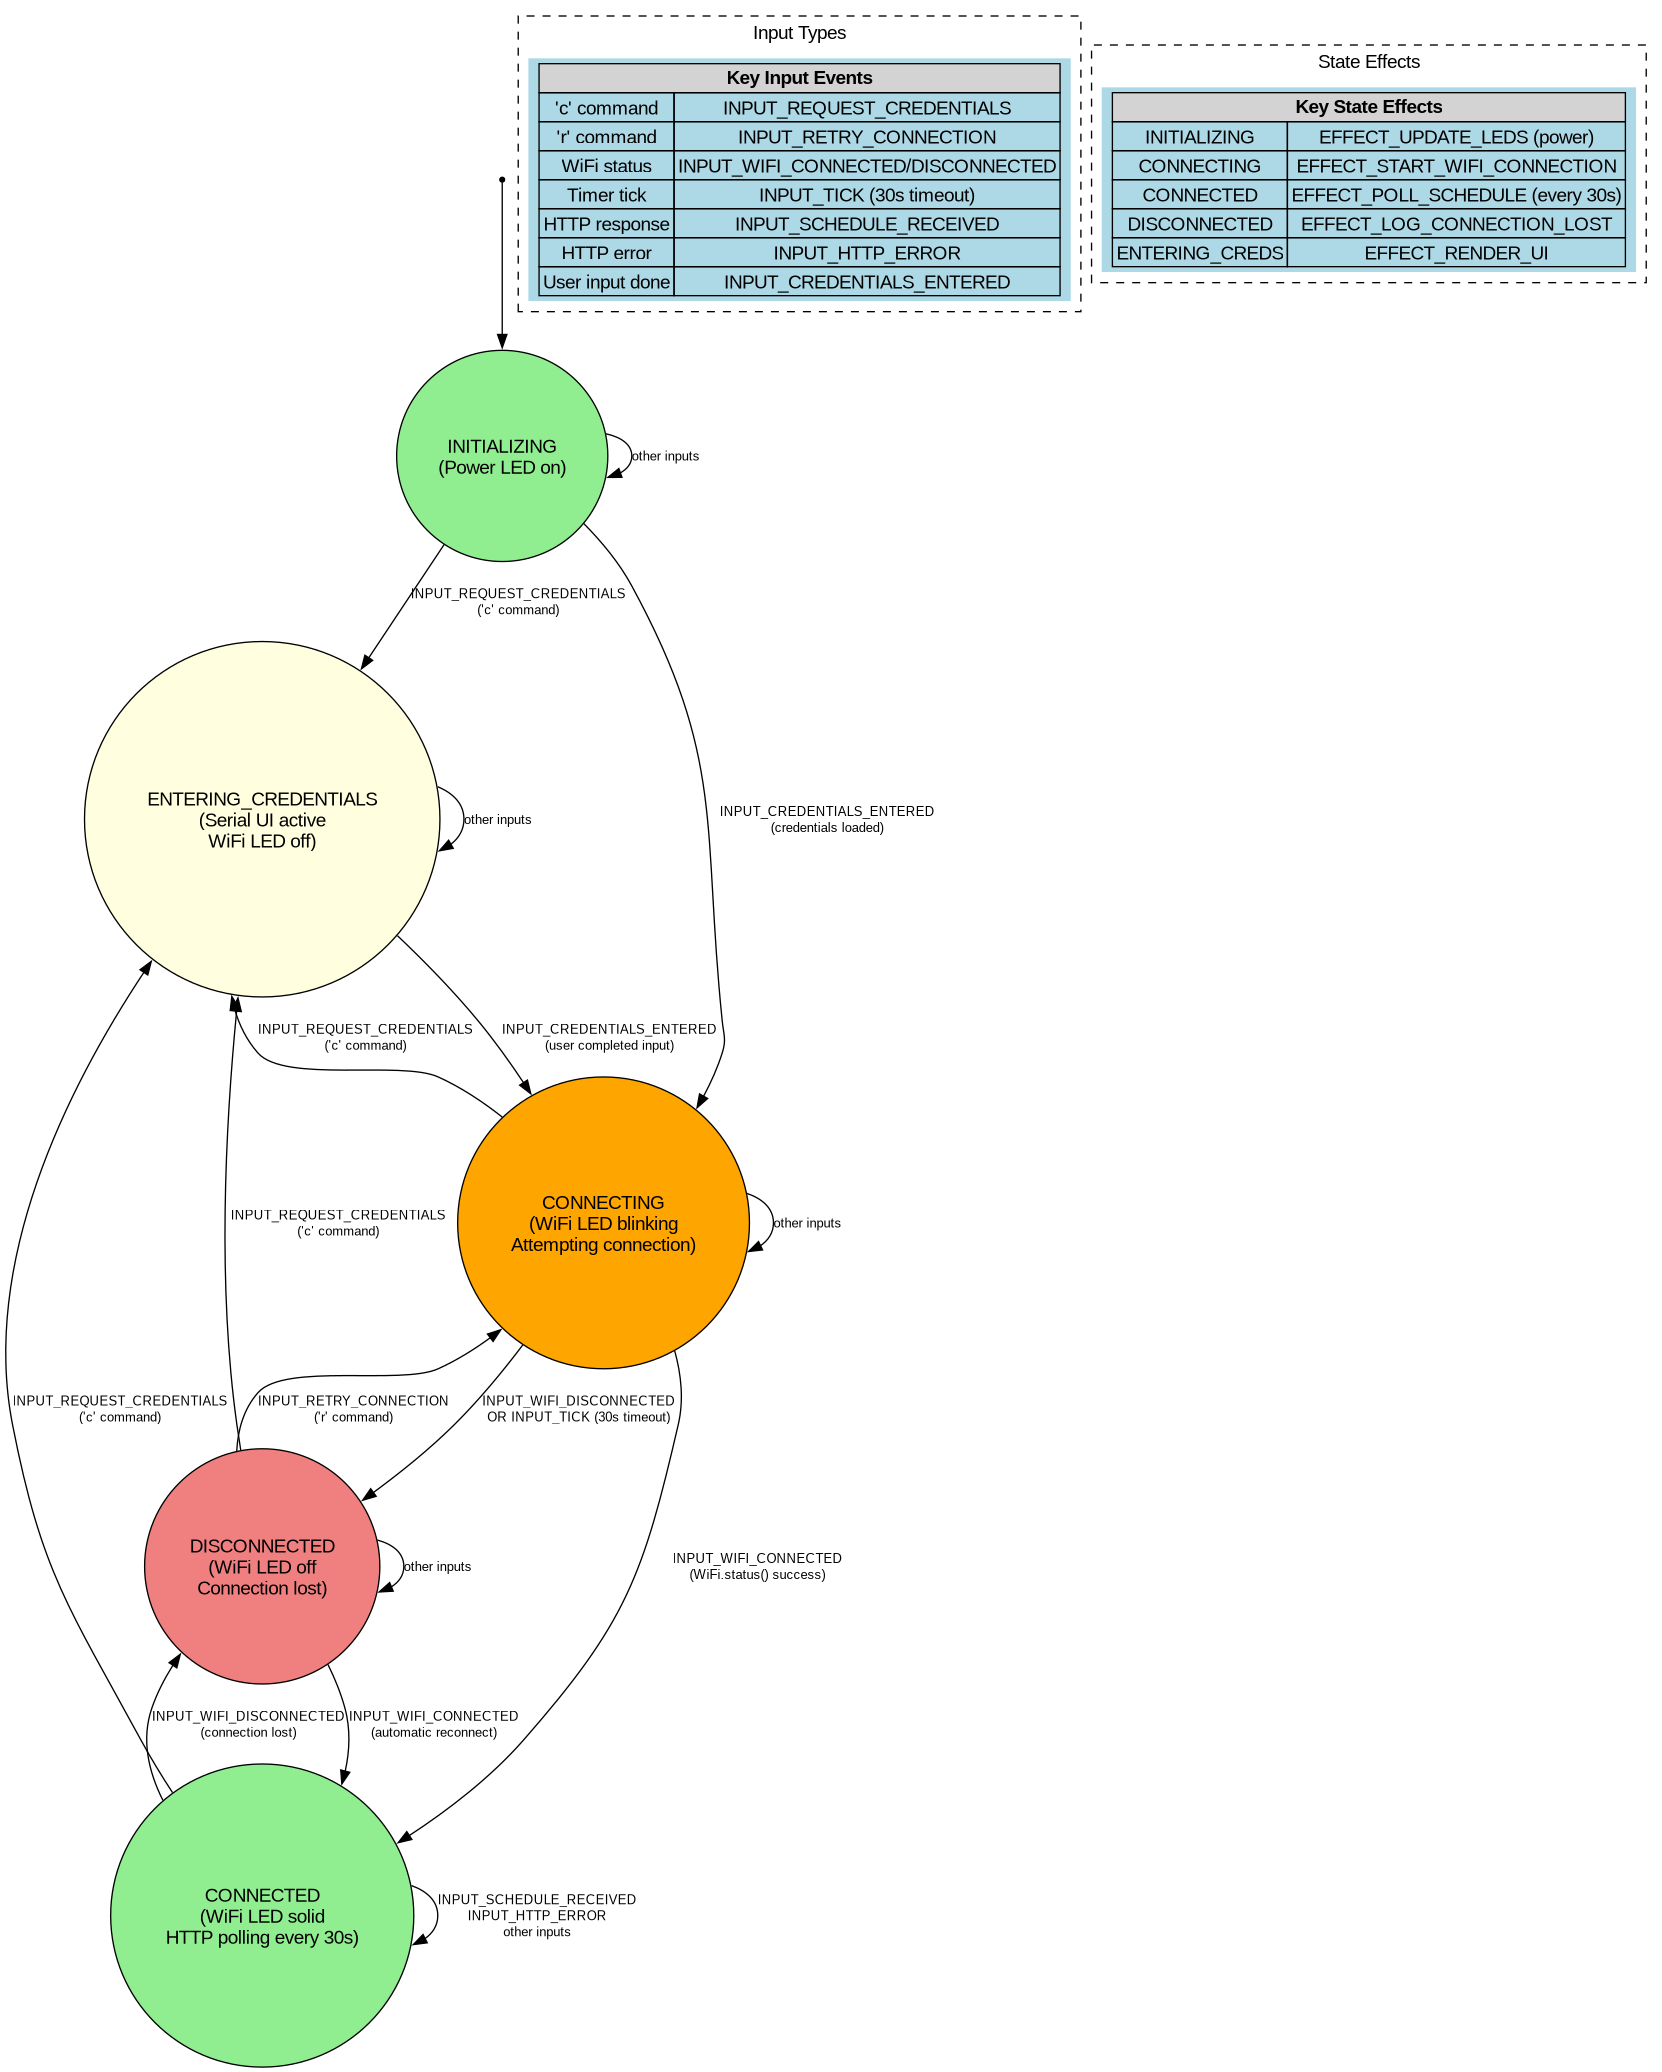 Input Types
Key Input Events
'c' command INPUT_REQUEST_CREDENTIALS
'r' command INPUT_RETRY_CONNECTION
WiFi status INPUT_WIFI_CONNECTED/DISCONNECTED
Timer tick INPUT_TICK (30s timeout)
HTTP response INPUT_SCHEDULE_RECEIVED
HTTP error INPUT_HTTP_ERROR
User input done INPUT_CREDENTIALS_ENTERED
State Effects
Key State Effects
INITIALIZING EFFECT_UPDATE_LEDS (power)
CONNECTING EFFECT_START_WIFI_CONNECTION
CONNECTED EFFECT_POLL_SCHEDULE (every 30s)
DISCONNECTED EFFECT_LOG_CONNECTION_LOST
ENTERING_CREDS EFFECT_RENDER_UI
INITIALIZING
(Power LED on)
other inputs
INPUT_REQUEST_CREDENTIALS
('c' command)
ENTERING_CREDENTIALS
(Serial UI active
WiFi LED off)
other inputs
INPUT_CREDENTIALS_ENTERED
(credentials loaded)
INPUT_REQUEST_CREDENTIALS
('c' command)
INPUT_CREDENTIALS_ENTERED
(user completed input)
INPUT_REQUEST_CREDENTIALS
('c' command)
CONNECTING
(WiFi LED blinking
Attempting connection)
other inputs
INPUT_REQUEST_CREDENTIALS
('c' command)
INPUT_RETRY_CONNECTION
('r' command)
INPUT_WIFI_DISCONNECTED
OR INPUT_TICK (30s timeout)
DISCONNECTED
(WiFi LED off
Connection lost)
other inputs
INPUT_WIFI_CONNECTED
(WiFi.status() success)
INPUT_WIFI_DISCONNECTED
(connection lost)
INPUT_WIFI_CONNECTED
(automatic reconnect)
CONNECTED
(WiFi LED solid
HTTP polling every 30s)
INPUT_SCHEDULE_RECEIVED
INPUT_HTTP_ERROR
other inputs